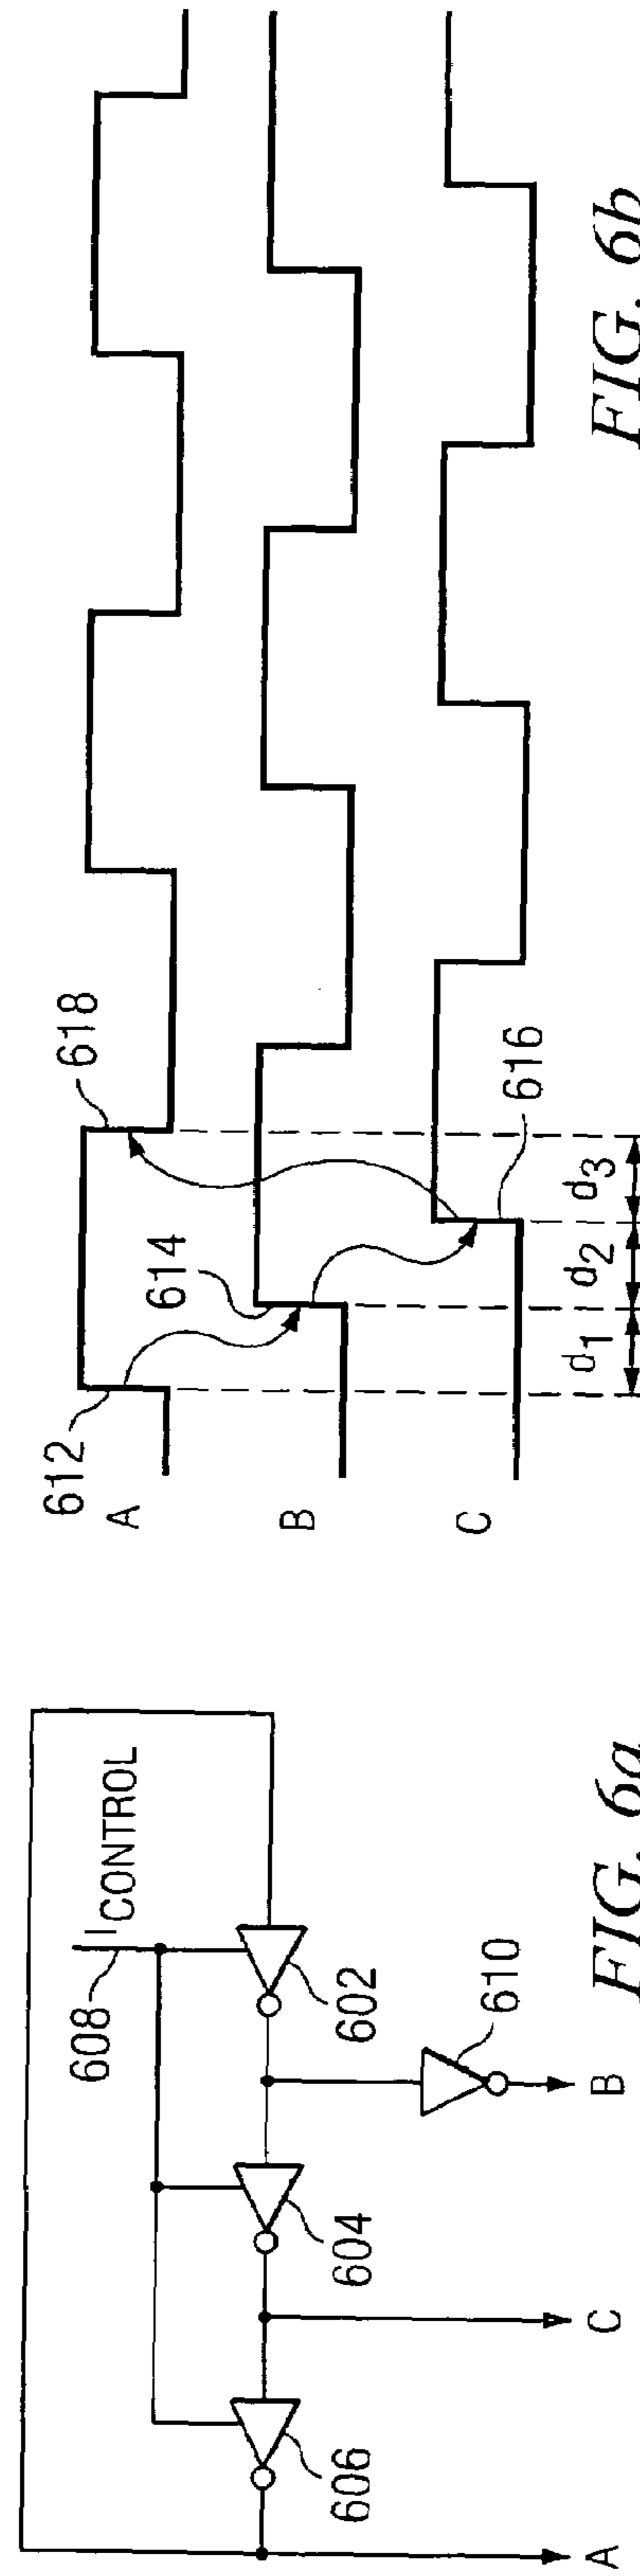 608
I CONTROL
602
604
606
610
A
C
B
FIG. 6a
612
614
618
616
A
B
C
d1
d2
d3
FIG. 6b